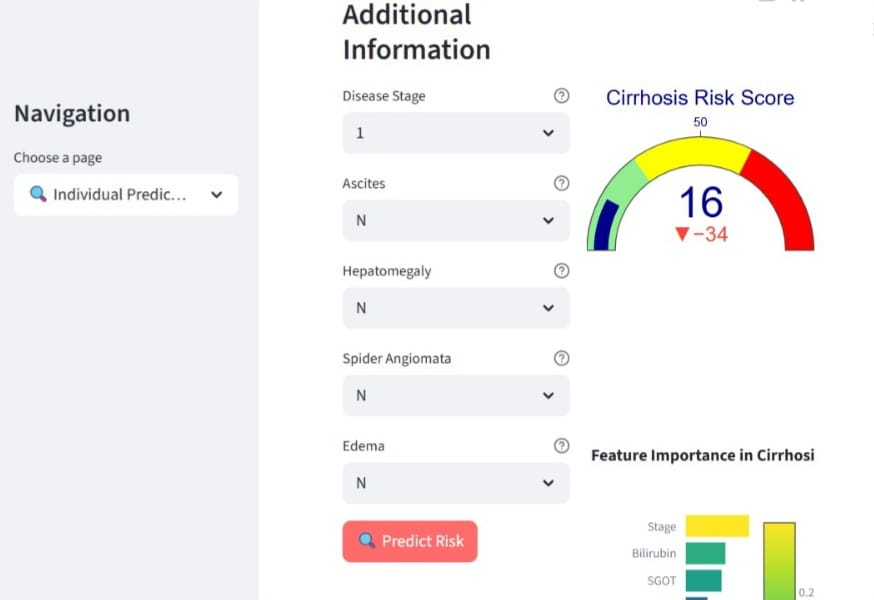 Additional
Information
Navigation
Choose a page
Individual Predic...
Disease Stage
1
Ascites
N
Hepatomegaly
N
Spider Angiomata
N
Edema
N
Predict Risk
Cirrhosis Risk Score
50
16
▼−34
Feature Importance in Cirrhosi
Stage
Bilirubin
SGOT
0.2